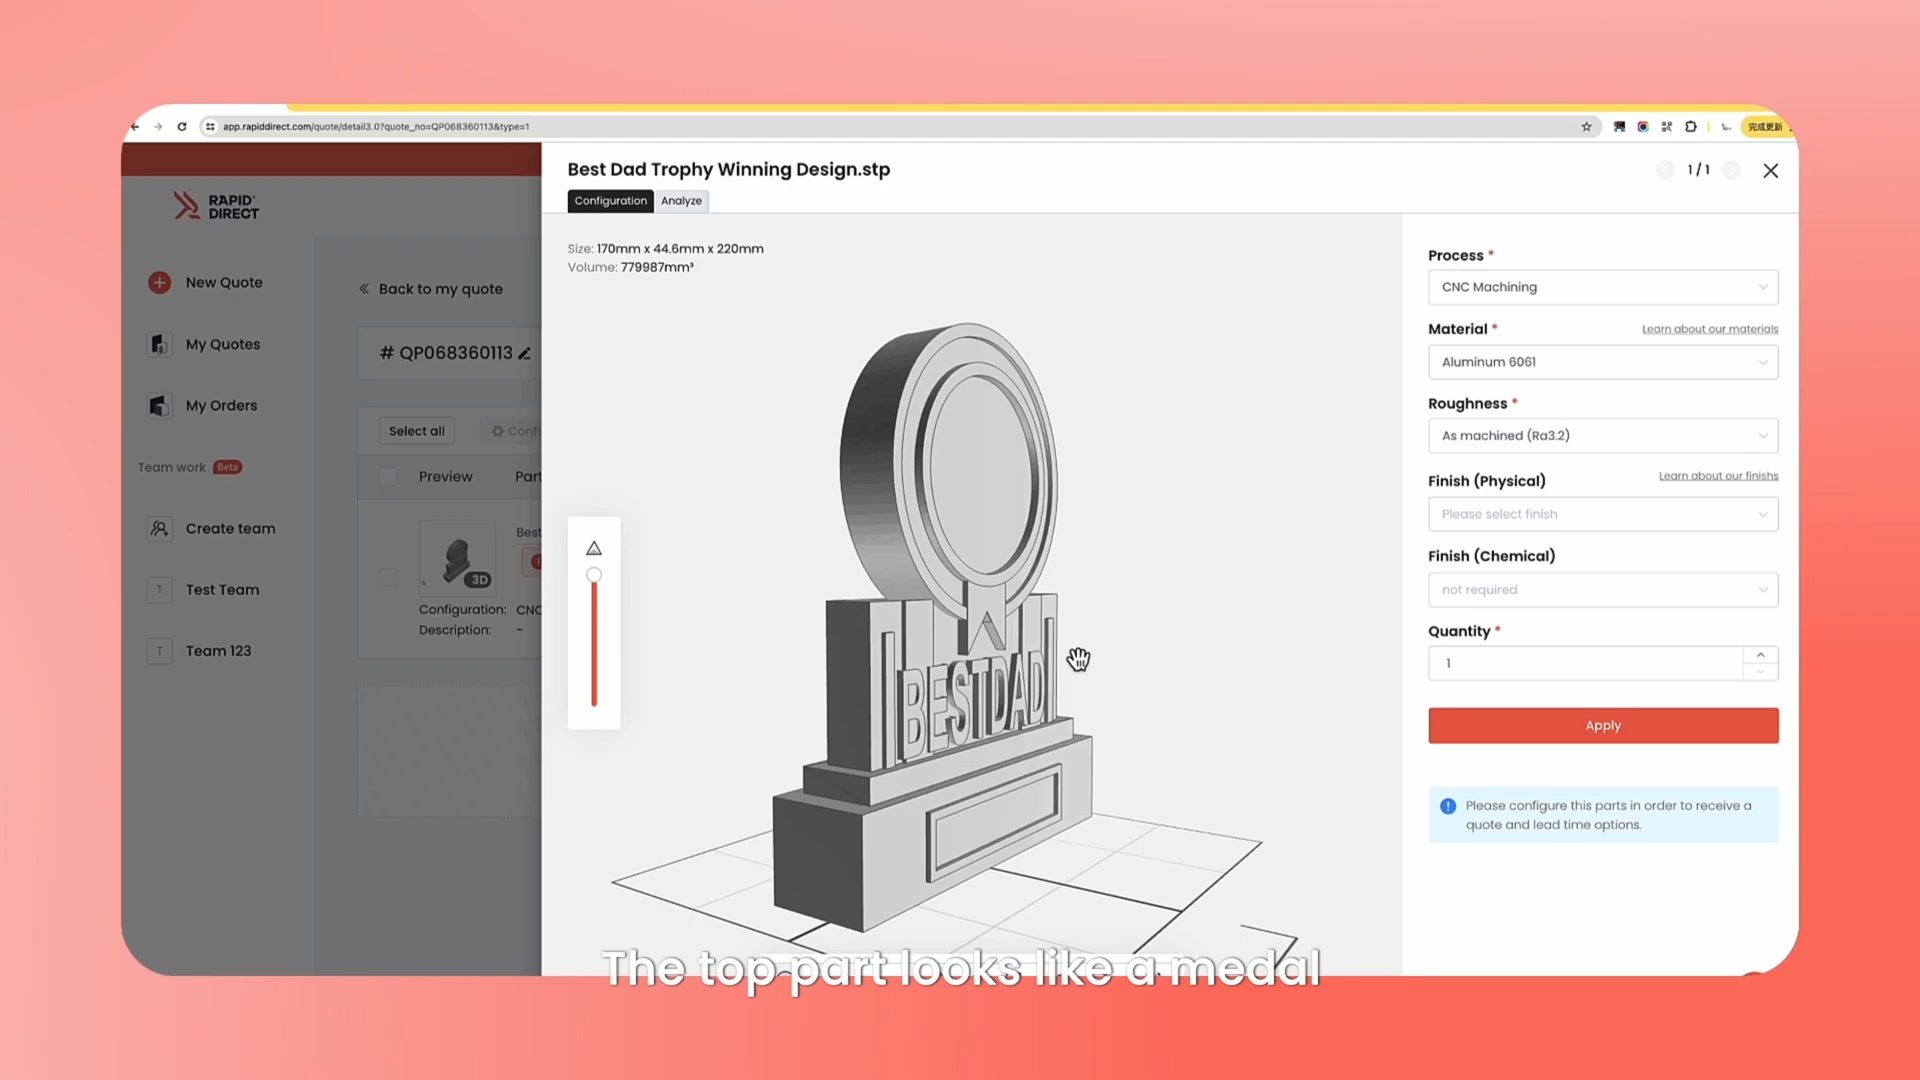 app.rapiddirect.com/quote/detail3.0?quote_no=QP068360113&type=1
完成更新
RAPID
DIRECT
New Quote
My Quotes
My Orders
Team work Beta
Create team
T Test Team
T Team 123
Back to my quote
# QP068360113
Select all
Confi
Preview Part
Best
3D
Configuration: CNC
Description: -
Best Dad Trophy Winning Design.stp
1 / 1
Configuration Analyze
Size: 170mm x 44.6mm x 220mm
Volume: 779987mm³
BESTDAD
Process *
CNC Machining
Material * Learn about our materials
Aluminum 6061
Roughness *
As machined (Ra3.2)
Finish (Physical) Learn about our finishs
Please select finish
Finish (Chemical)
not required
Quantity *
1
Apply
Please configure this parts in order to receive a
quote and lead time options.
The top part looks like a medal